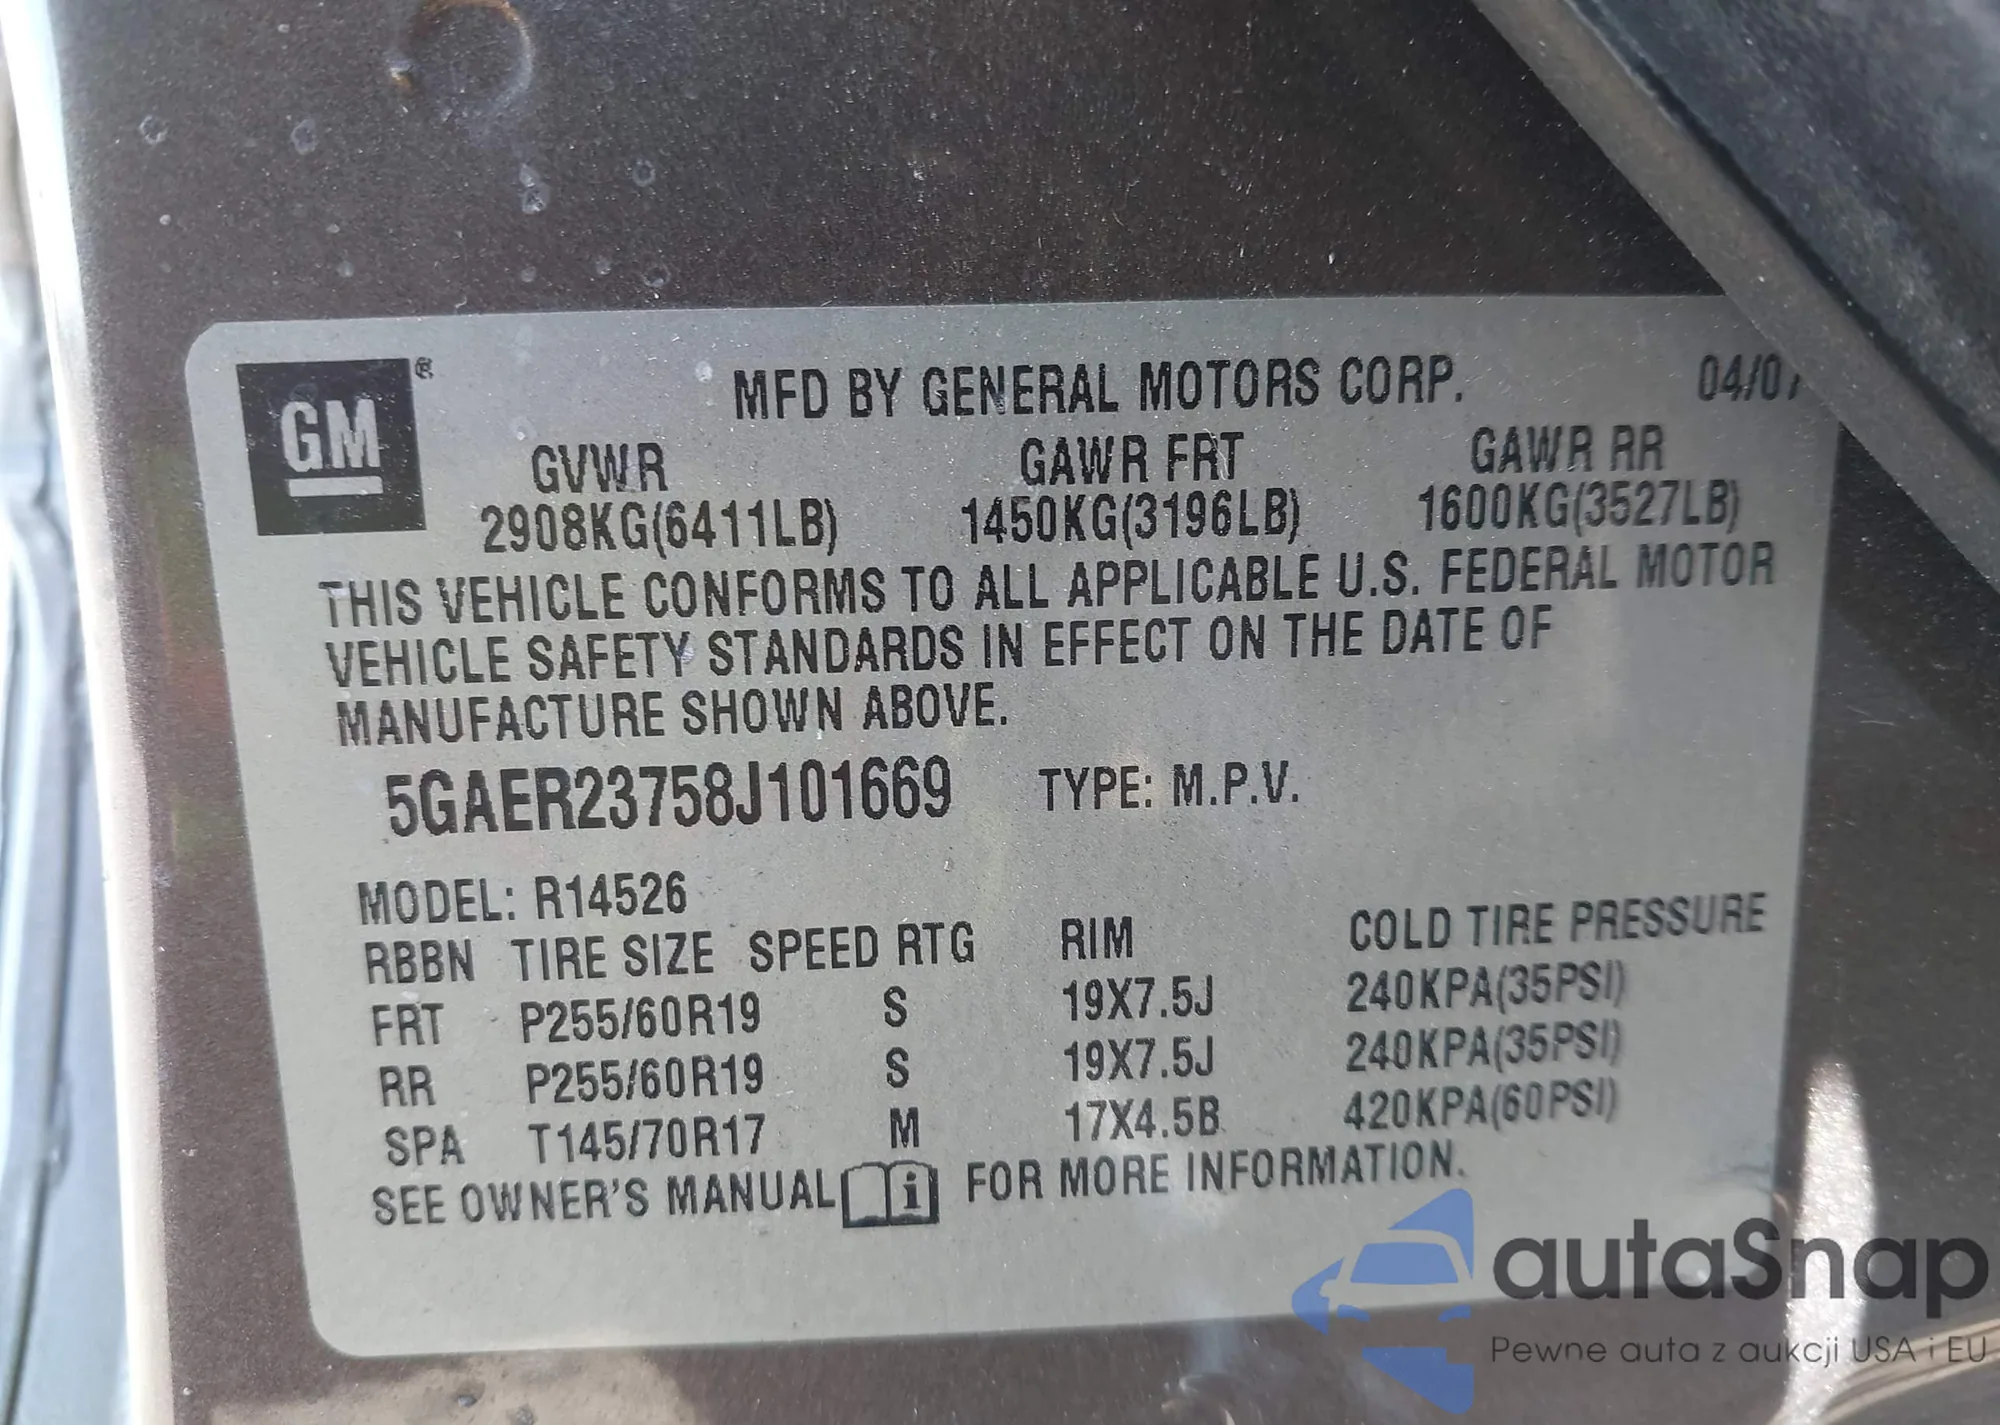 GM ®
MFD BY GENERAL MOTORS CORP. 04/07
GVWR GAWR FRT GAWR RR
2908KG(6411LB) 1450KG(3196LB) 1600KG(3527LB)
THIS VEHICLE CONFORMS TO ALL APPLICABLE U.S. FEDERAL MOTOR
VEHICLE SAFETY STANDARDS IN EFFECT ON THE DATE OF
MANUFACTURE SHOWN ABOVE.
5GAER23758J101669 TYPE: M.P.V.
MODEL: R14526
RBBN TIRE SIZE SPEED RTG RIM COLD TIRE PRESSURE
FRT P255/60R19 S 19X7.5J 240KPA(35PSI)
RR P255/60R19 S 19X7.5J 240KPA(35PSI)
SPA T145/70R17 M 17X4.5B 420KPA(60PSI)
SEE OWNER'S MANUAL i FOR MORE INFORMATION.
autaSnap
Pewne auta z aukcji USA i EU